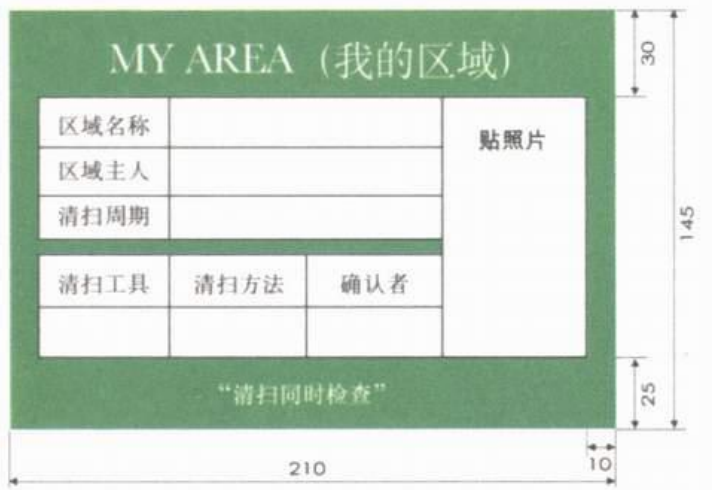 MY AREA（我的区域）
区域名称
贴照片
区域主人
清扫周期
清扫工具 清扫方法 确认者
“清扫同时检查”
30
145
25
10
210